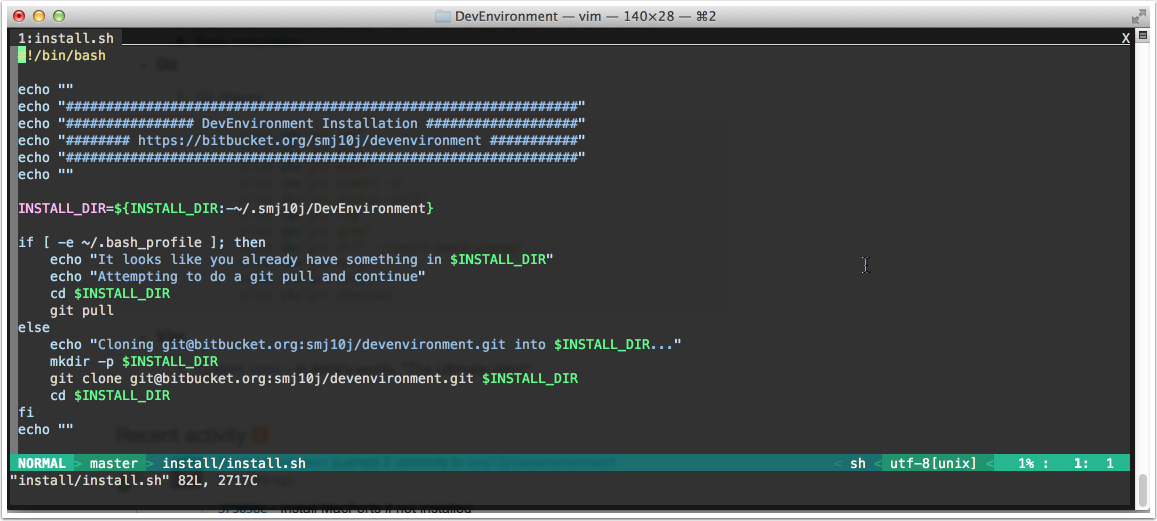 DevEnvironment — vim — 140×28 — ⌘2
1:install.sh X
#!/bin/bash

echo ""
echo "################################################################"
echo "################ DevEnvironment Installation ###################"
echo "######## https://bitbucket.org/smj10j/devenvironment ###########"
echo "################################################################"
echo ""

INSTALL_DIR=${INSTALL_DIR:-~/.smj10j/DevEnvironment}

if [ -e ~/.bash_profile ]; then
    echo "It looks like you already have something in $INSTALL_DIR"
    echo "Attempting to do a git pull and continue"
    cd $INSTALL_DIR
    git pull
else
    echo "Cloning git@bitbucket.org:smj10j/devenvironment.git into $INSTALL_DIR..."
    mkdir -p $INSTALL_DIR
    git clone git@bitbucket.org:smj10j/devenvironment.git $INSTALL_DIR
    cd $INSTALL_DIR
fi
echo ""
NORMAL > master > install/install.sh < sh < utf-8[unix] < 1% : 1: 1
"install/install.sh" 82L, 2717C